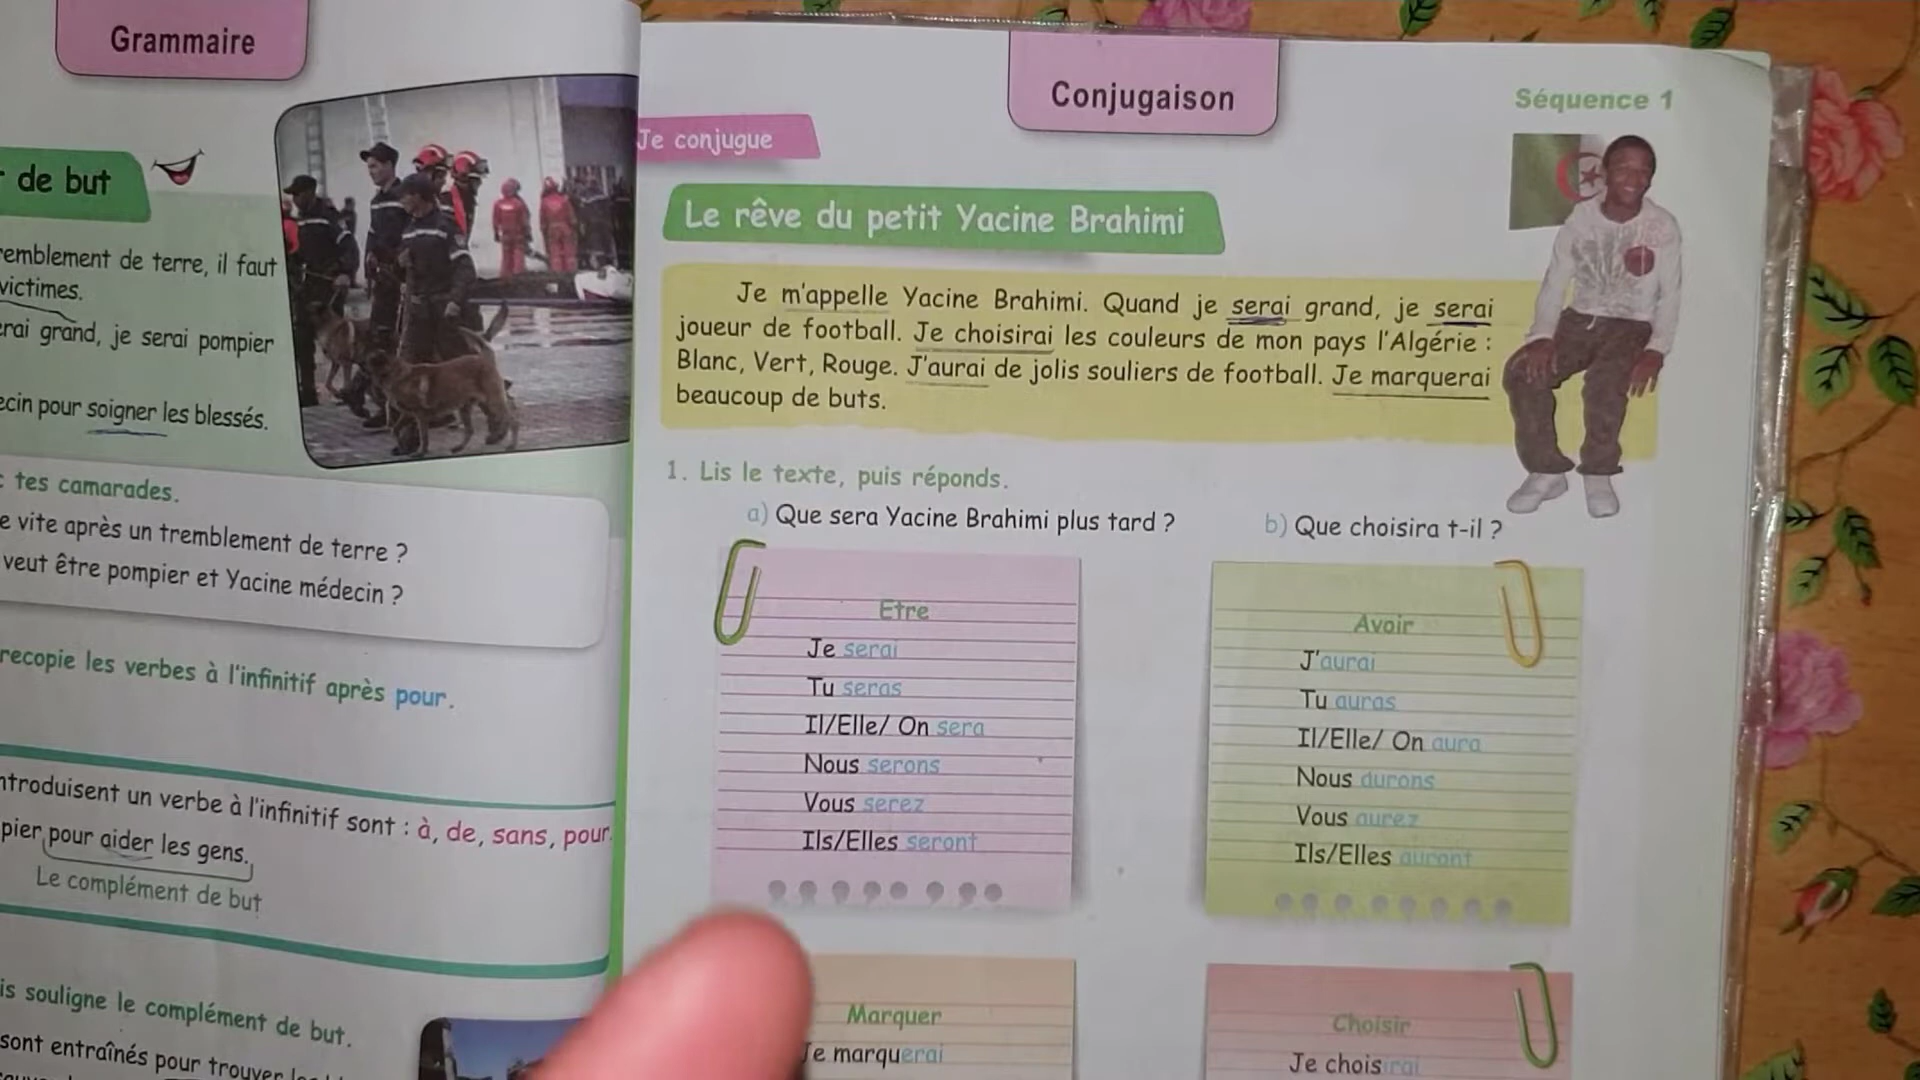 Grammaire
de but
remblement de terre, il faut
victimes.
erai grand, je serai pompier
ecin pour soigner les blessés.
tes camarades.
e vite après un tremblement de terre ?
veut être pompier et Yacine médecin ?
recopie les verbes à l'infinitif après pour.
ntroduisent un verbe à l'infinitif sont : à, de, sans, pour.
pier pour aider les gens.
Le complément de but
is souligne le complément de but.
sont entraînés pour trouver
Conjugaison
Séquence 1
Je conjugue
Le rêve du petit Yacine Brahimi
Je m'appelle Yacine Brahimi. Quand je serai grand, je serai
joueur de football. Je choisirai les couleurs de mon pays l'Algérie :
Blanc, Vert, Rouge. J'aurai de jolis souliers de football. Je marquerai
beaucoup de buts.
1. Lis le texte, puis réponds.
a) Que sera Yacine Brahimi plus tard ?
b) Que choisira t-il ?
Etre
Je serai
Tu seras
Il/Elle/ On sera
Nous serons
Vous serez
Ils/Elles seront
Avoir
J'aurai
Tu auras
Il/Elle/ On aura
Nous durons
Vous aurez
Ils/Elles auront
Marquer
Je marquerai
Choisir
Je choisirai